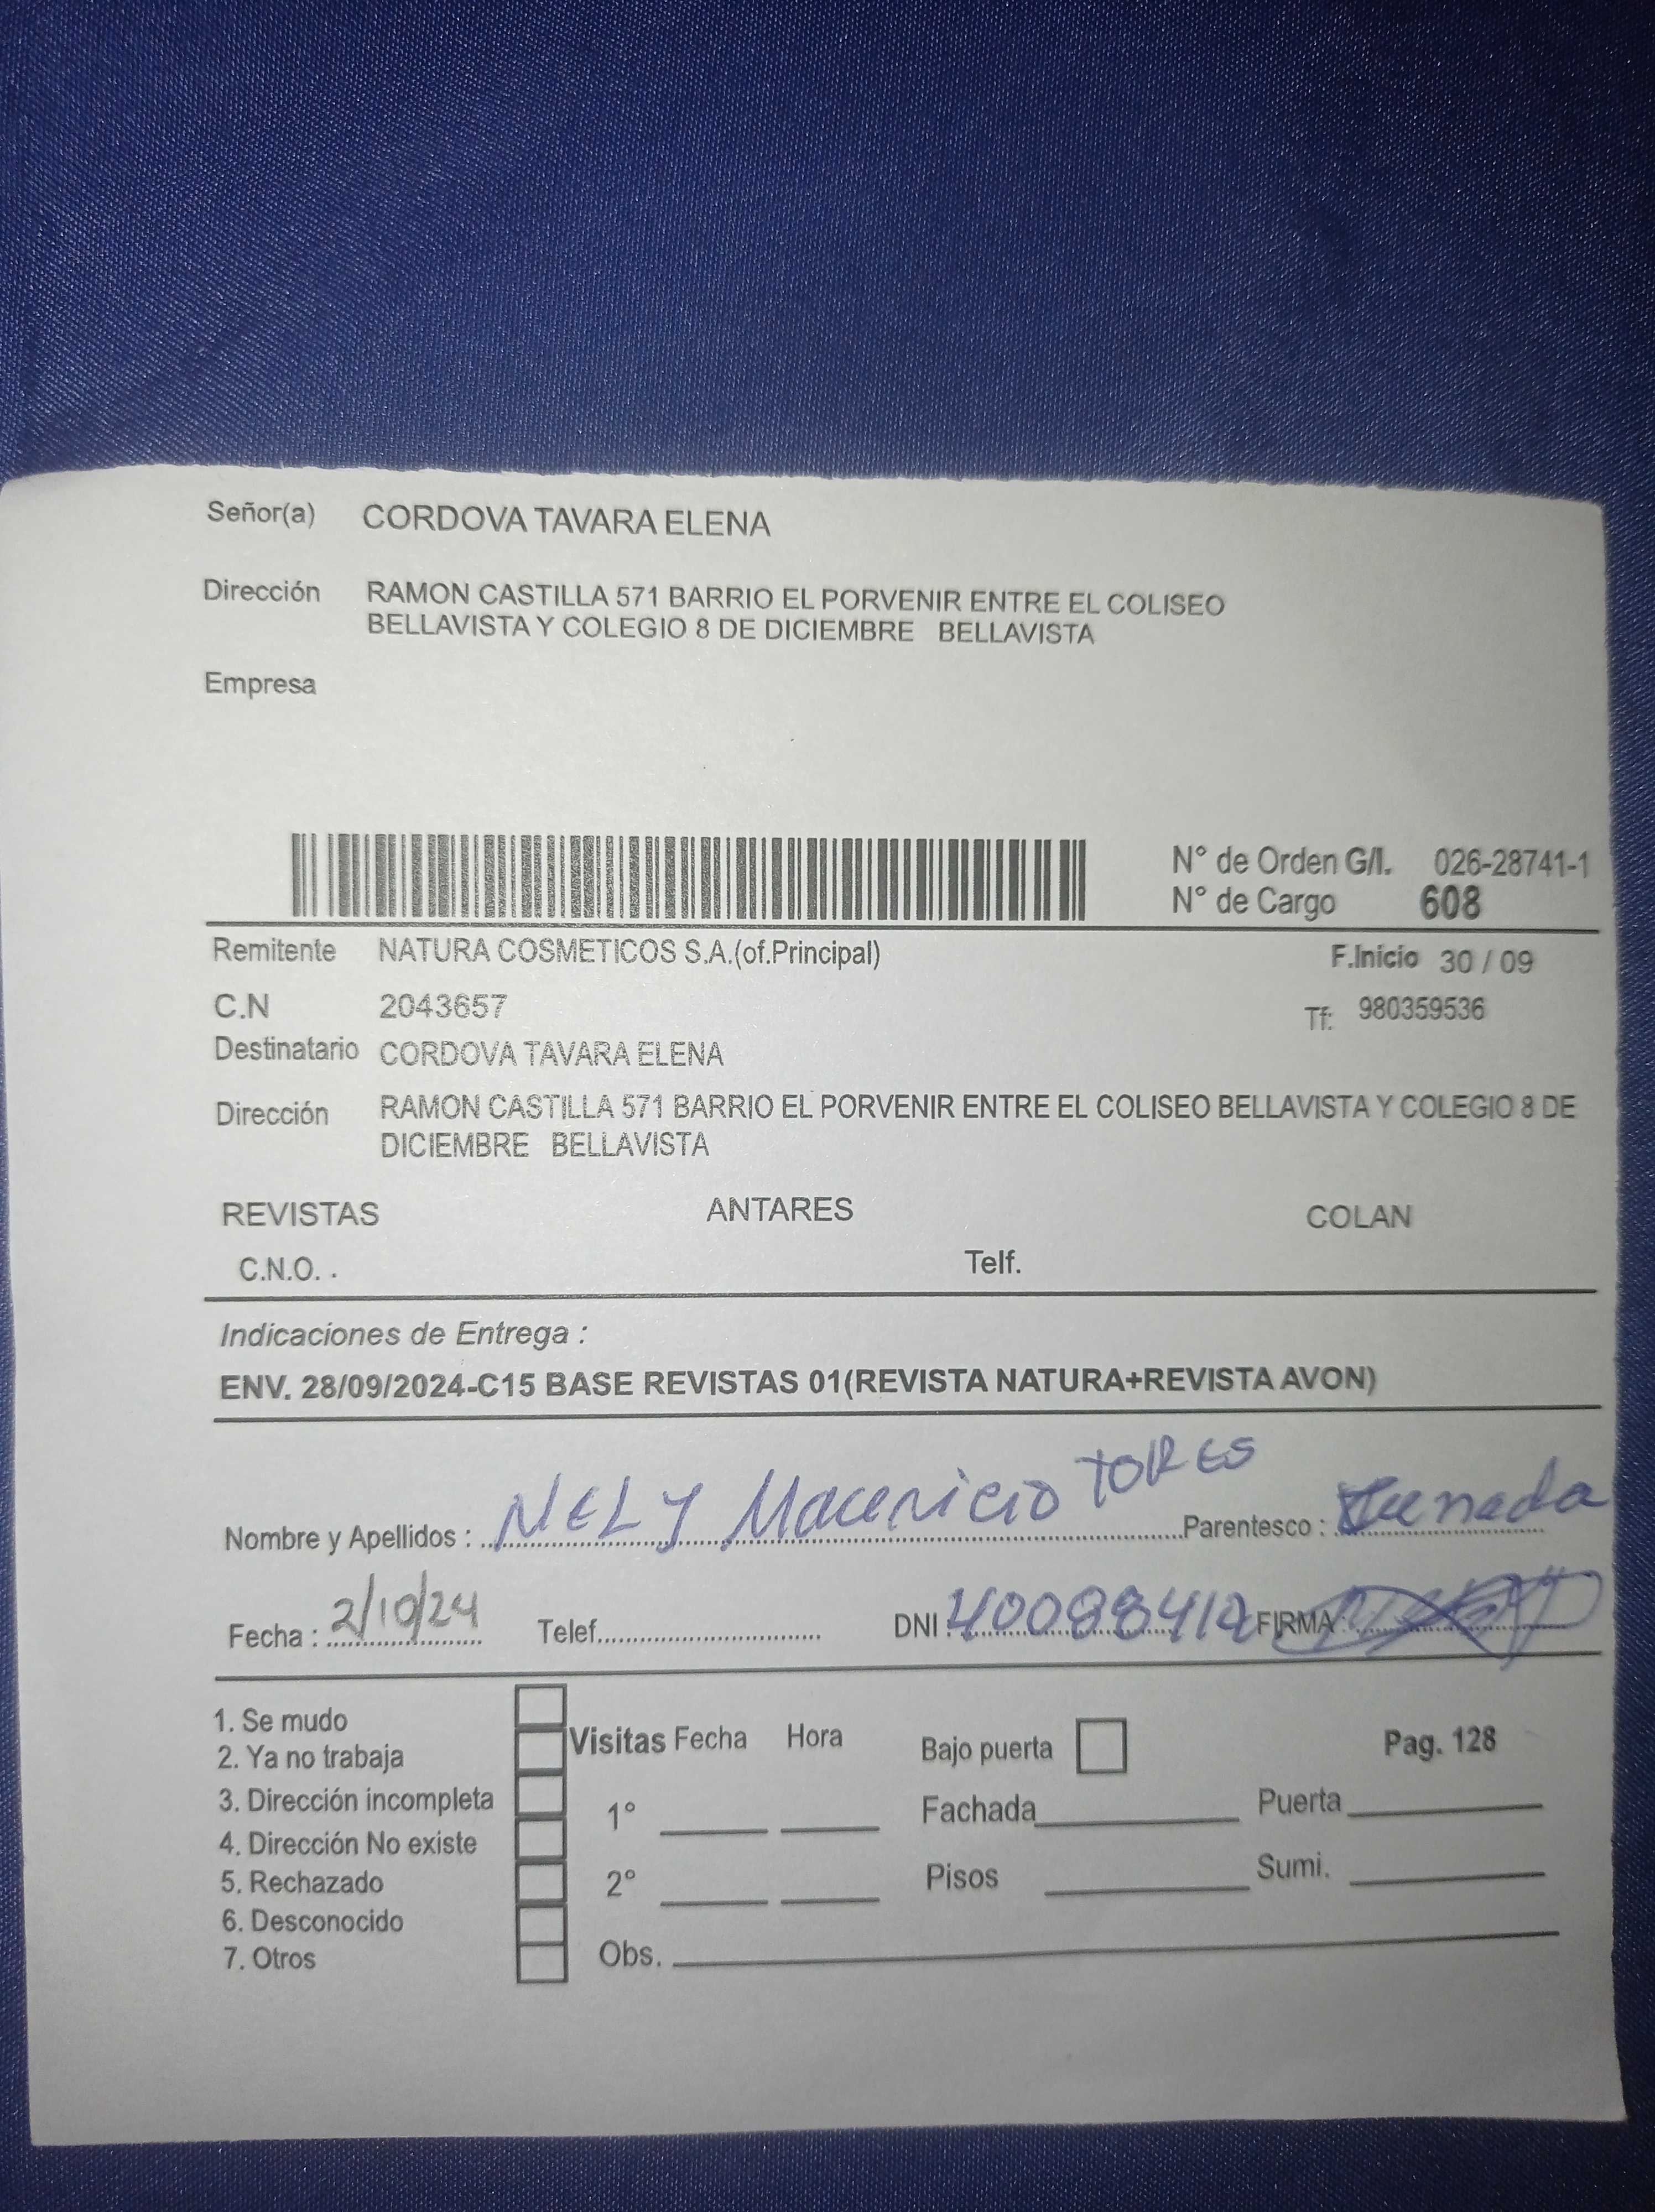 Señor(a) CORDOVA TAVARA ELENA
Dirección RAMON CASTILLA 571 BARRIO EL PORVENIR ENTRE EL COLISEO
BELLAVISTA Y COLEGIO 8 DE DICIEMBRE BELLAVISTA
Empresa
N° de Orden G/I. 026-28741-1
N° de Cargo 608
Remitente NATURA COSMETICOS S.A.(of.Principal) F.Inicio 30 / 09
C.N 2043657 Tf: 980359536
Destinatario CORDOVA TAVARA ELENA
Dirección RAMON CASTILLA 571 BARRIO EL PORVENIR ENTRE EL COLISEO BELLAVISTA Y COLEGIO 8 DE
DICIEMBRE BELLAVISTA
REVISTAS ANTARES COLAN
C.N.O. . Telf.
Indicaciones de Entrega :
ENV. 28/09/2024-C15 BASE REVISTAS 01(REVISTA NATURA+REVISTA AVON)
Nombre y Apellidos : NELY MaCericio TORES Parentesco :
Fecha : 2/10/24 Telef. DNI : 40088412 FIRMA :
1. Se mudo
2. Ya no trabaja Visitas Fecha Hora Bajo puerta Pag. 128
3. Dirección incompleta 1° Fachada Puerta
4. Dirección No existe
5. Rechazado 2° Pisos Sumi.
6. Desconocido
7. Otros Obs.